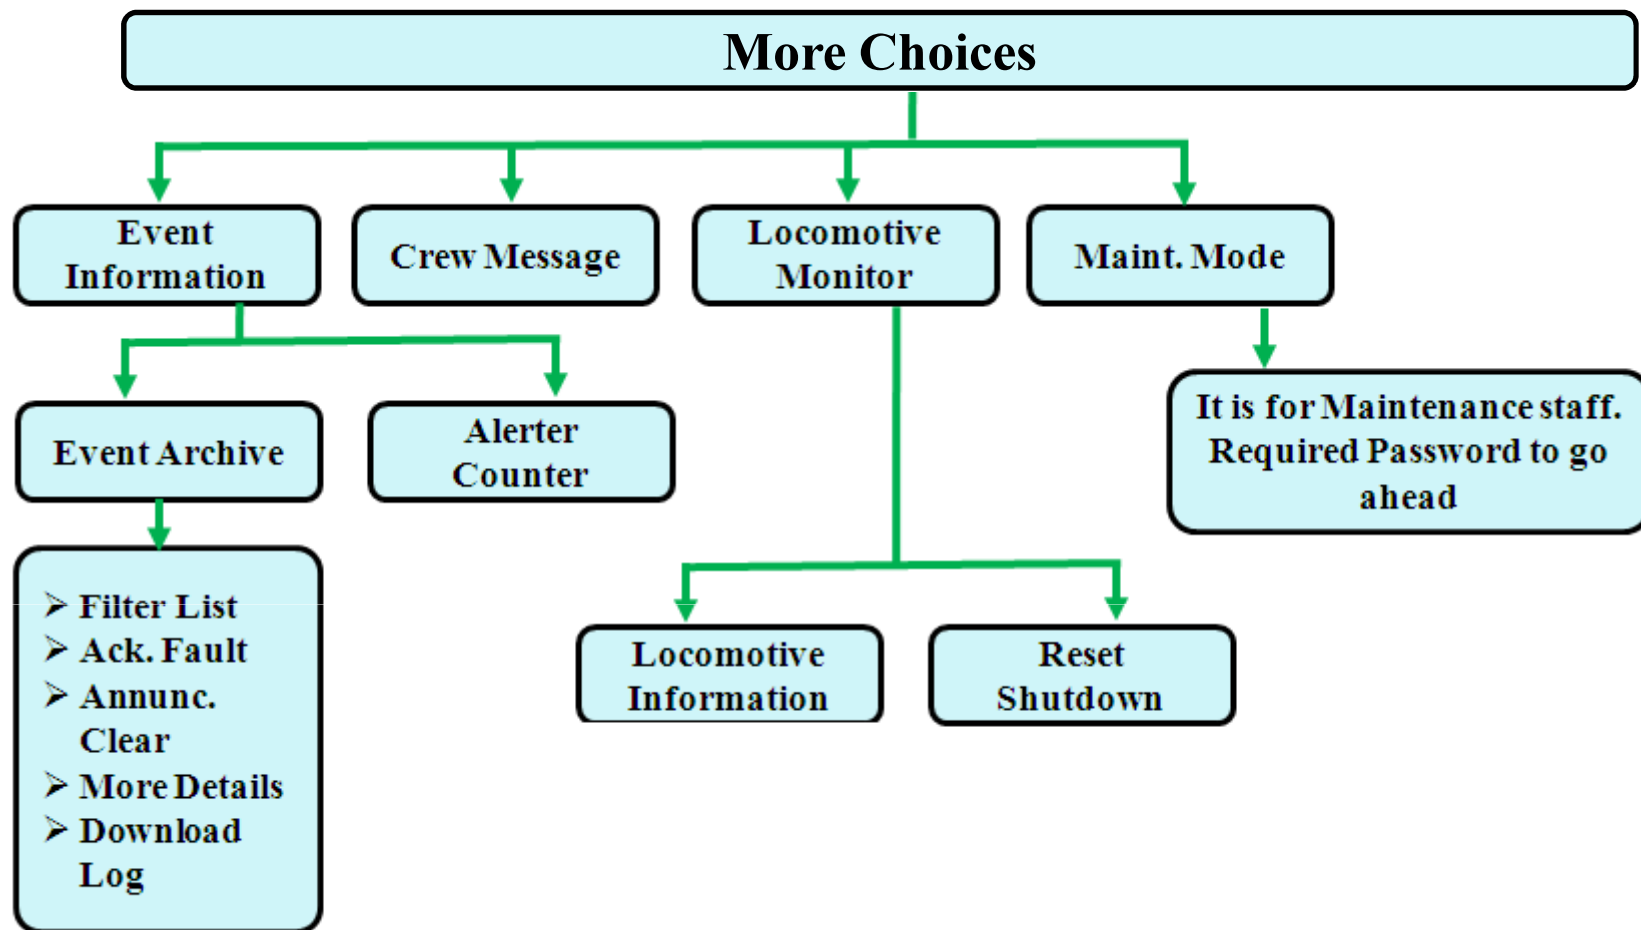 More Choices
Event
Information
Crew Message
Locomotive
Monitor
Maint. Mode
Event Archive
Alerter
Counter
It is for Maintenance staff.
Required Password to go
ahead
➢ Filter List
➢ Ack. Fault
➢ Annunc.
Clear
➢ More Details
➢ Download
Log
Locomotive
Information
Reset
Shutdown